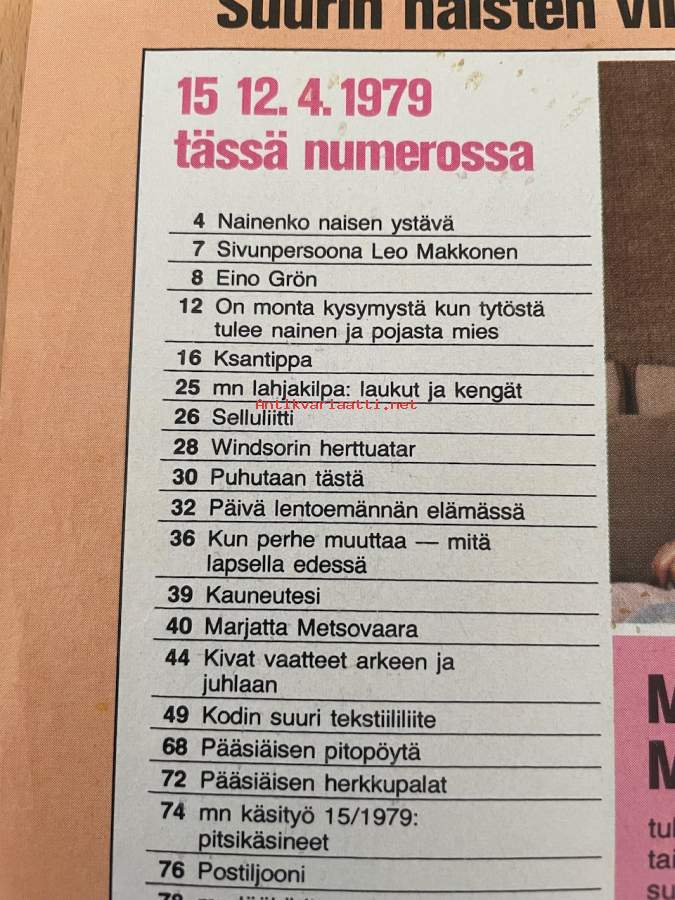 Suurin naisten
15 12. 4. 1979
tässä numerossa
4 Nainenko naisen ystävä
7 Sivunpersoona Leo Makkonen
8 Eino Grön
12 On monta kysymystä kun tytöstä
tulee nainen ja pojasta mies
16 Ksantippa
25 mn lahjakilpa: laukut ja kengät
Antikvariaatti.net
26 Selluliitti
28 Windsorin herttuatar
30 Puhutaan tästä
32 Päivä lentoemännän elämässä
36 Kun perhe muuttaa — mitä
lapsella edessä
39 Kauneutesi
40 Marjatta Metsovaara
44 Kivat vaatteet arkeen ja
juhlaan
49 Kodin suuri tekstiililiite
68 Pääsiäisen pitopöytä
72 Pääsiäisen herkkupalat
74 mn käsityö 15/1979:
pitsikäsineet
76 Postiljooni